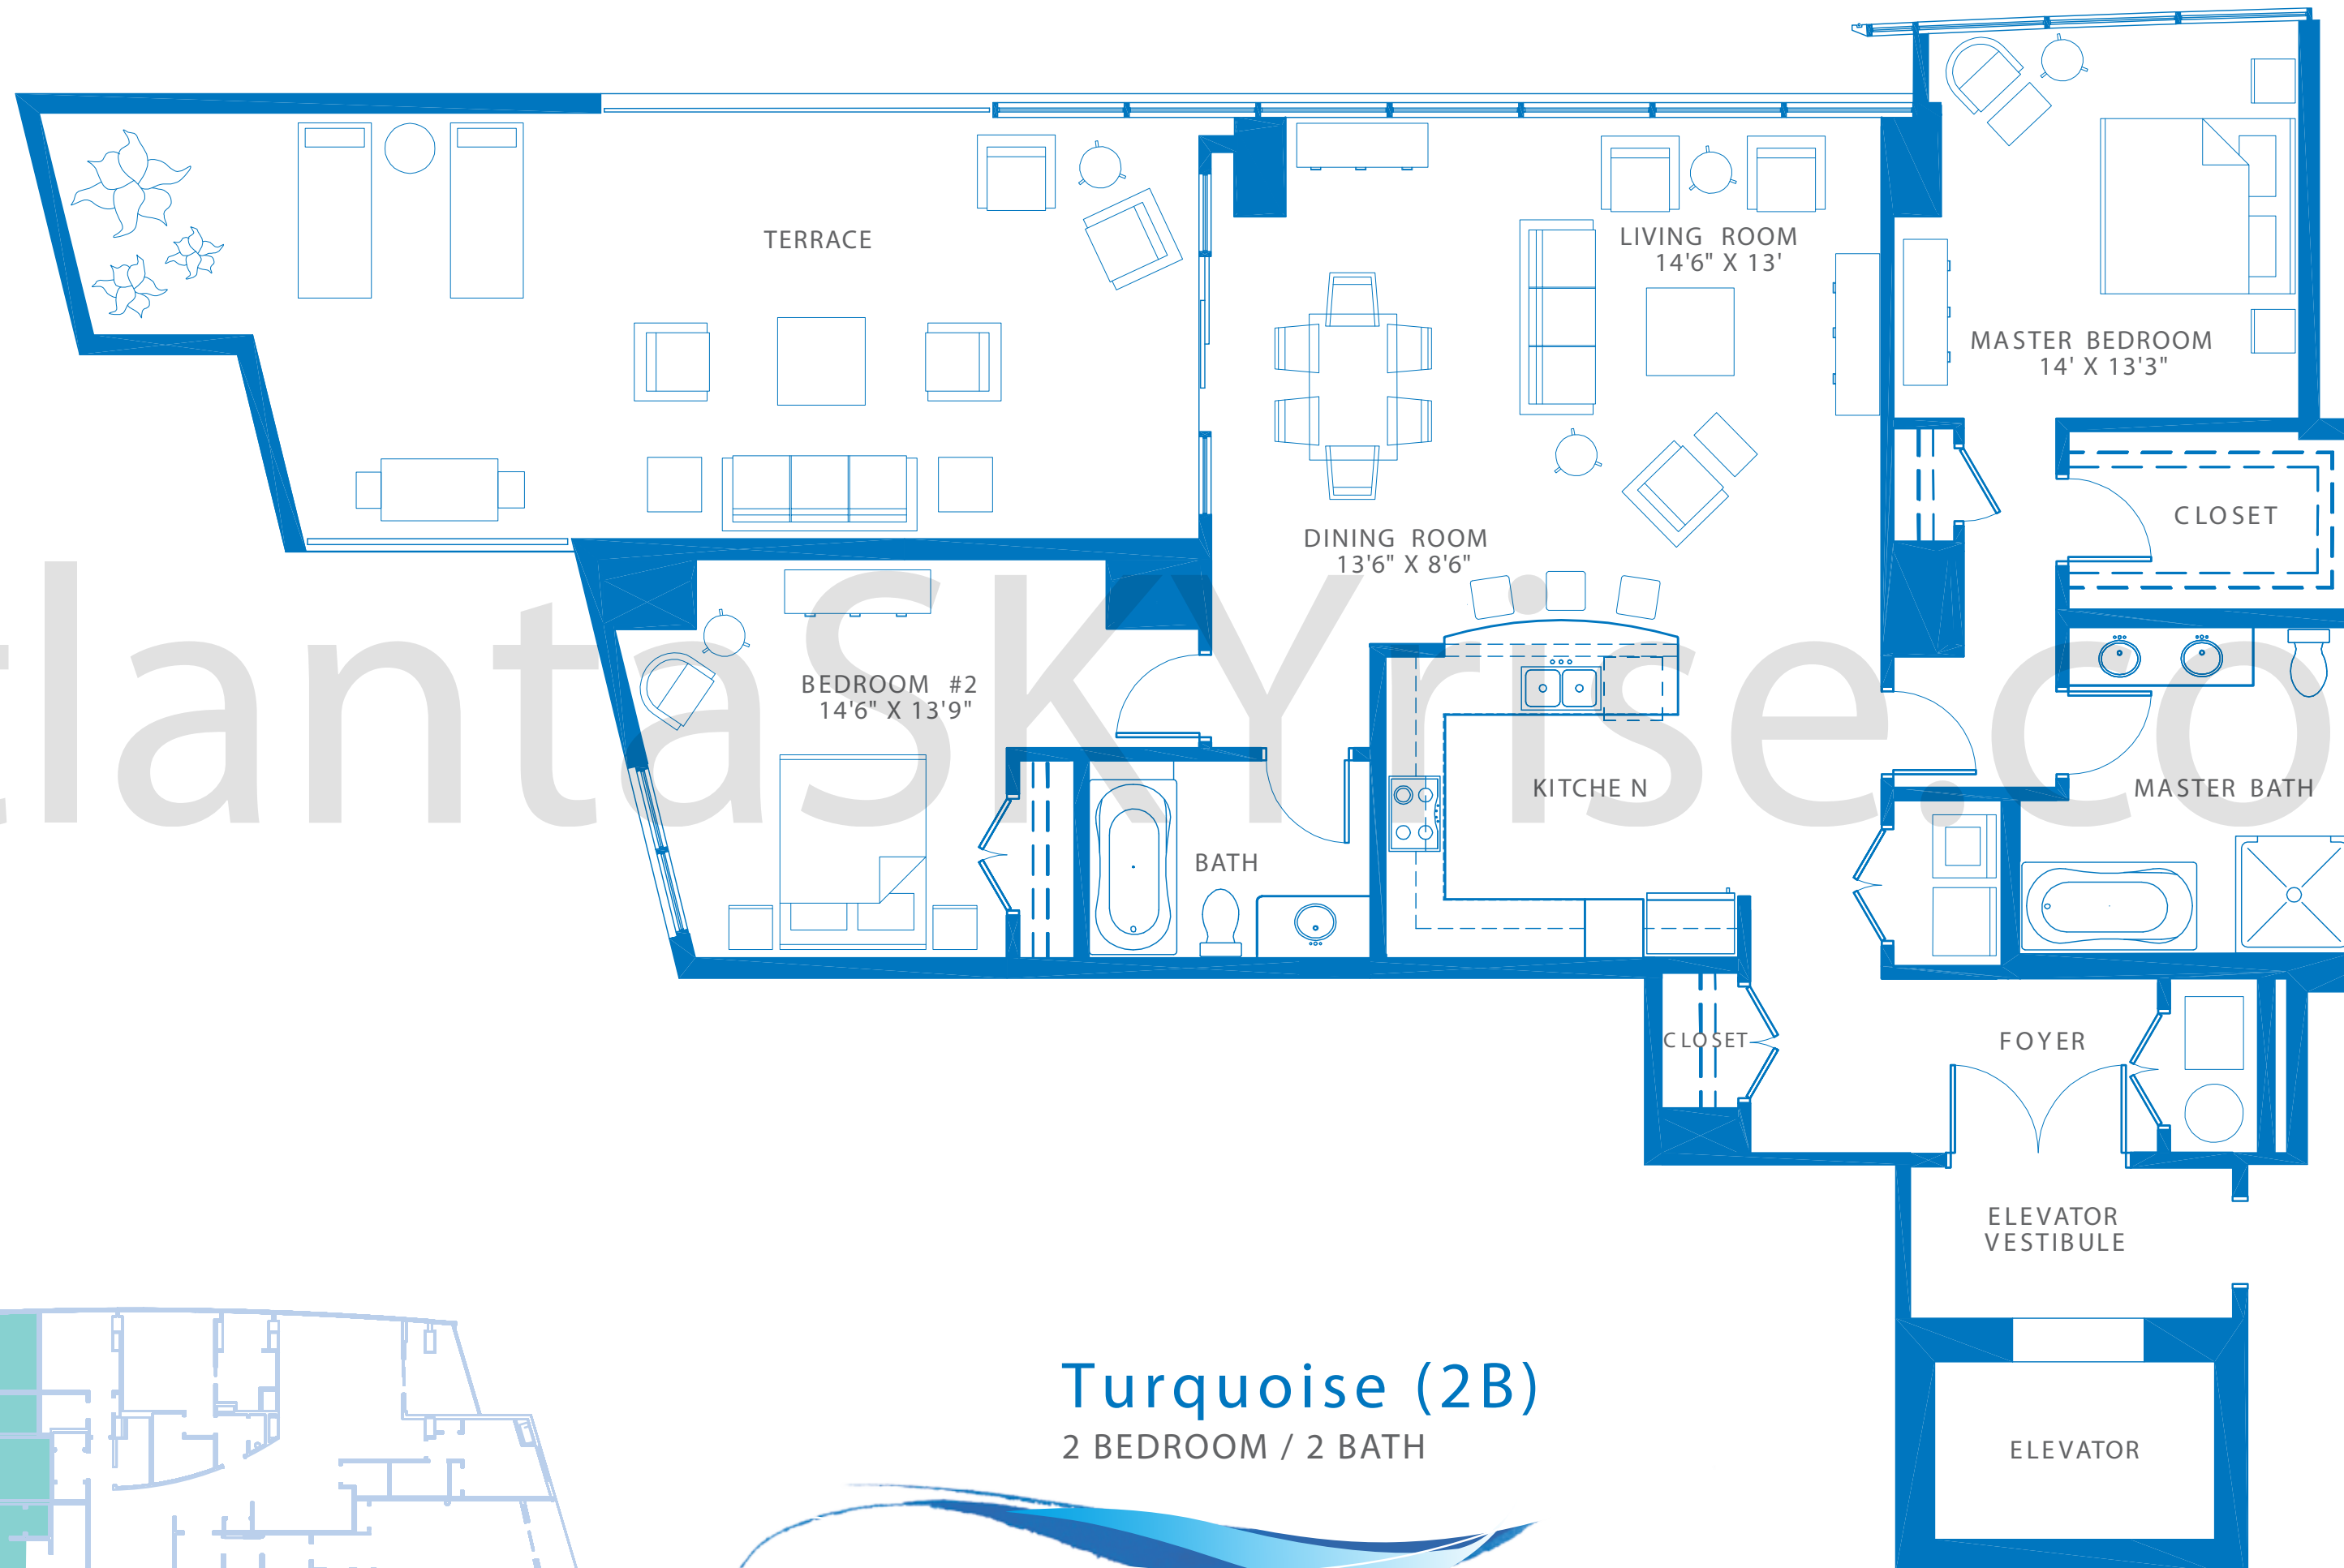 TERRACE
LIVING ROOM
14'6" X 13'
MASTER BEDROOM
14' X 13'3"
CLOSET
DINING ROOM
13'6" X 8'6"
BEDROOM #2
14'6" X 13'9"
tlantaSKYrise.co
KITCHE N
MASTER BATH
BATH
CLOSET
FOYER
ELEVATOR
VESTIBULE
Turquoise (2B)
2 BEDROOM / 2 BATH
ELEVATOR